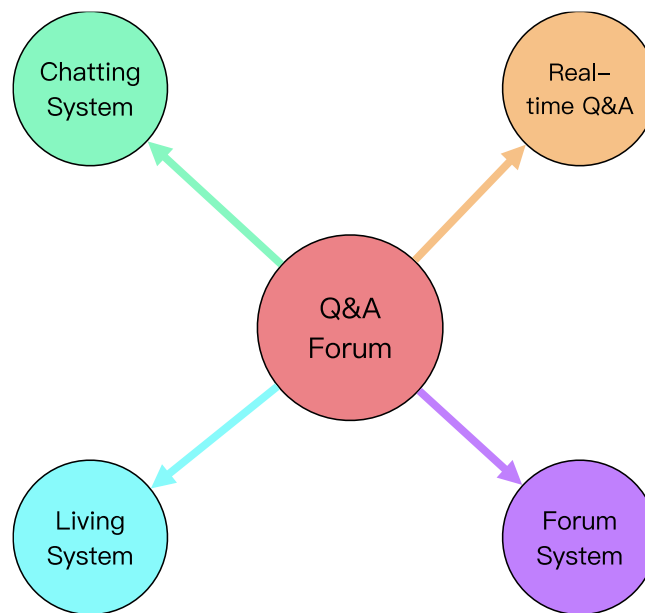 Chatting
System
Real-
time Q&A
Q&A
Forum
Living
System
Forum
System